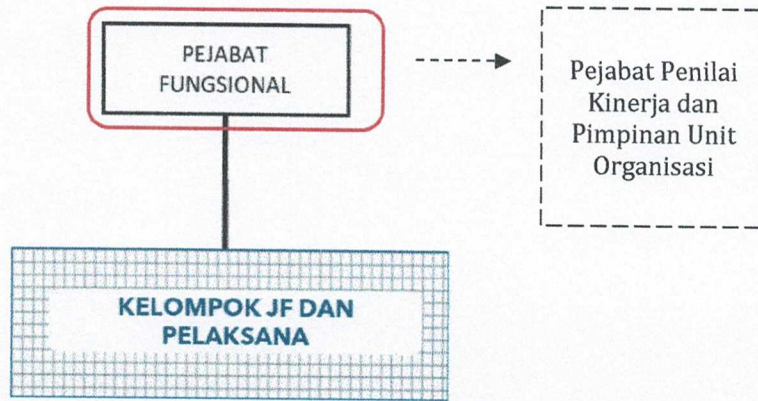 PEJABAT
FUNGSIONAL
Pejabat Penilai
Kinerja dan
Pimpinan Unit
Organisasi
KELOMPOK JF DAN
PELAKSANA